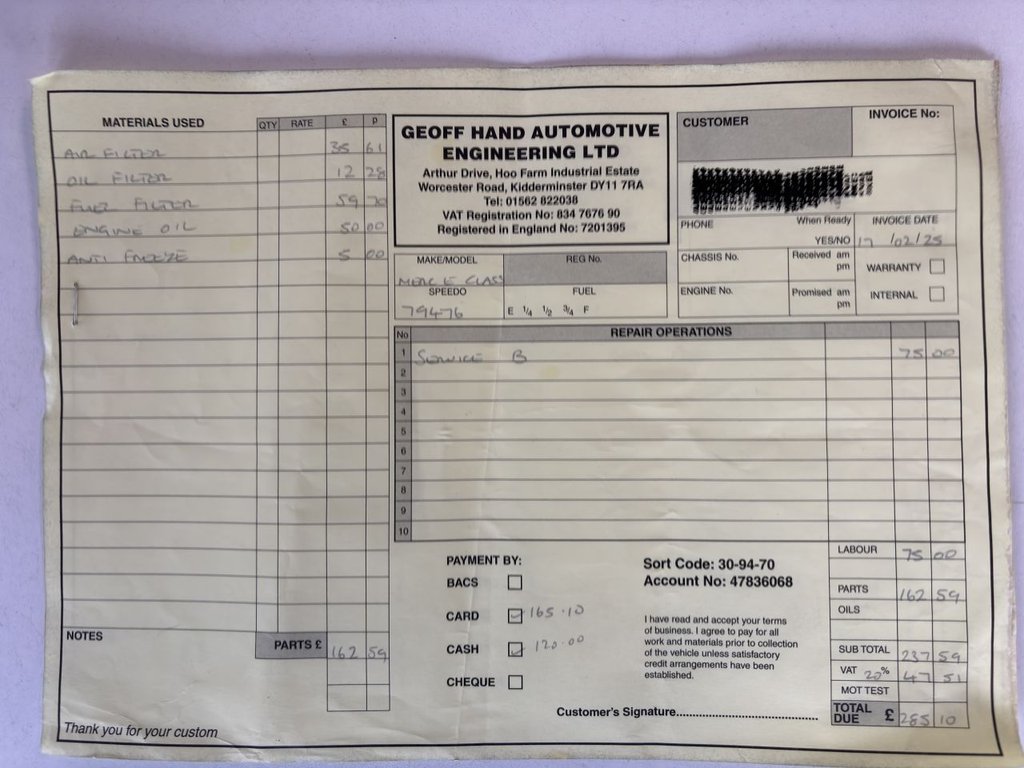 MATERIALS USED QTY RATE £ P
AIR FILTER 35 61
OIL FILTER 12 28
FUEL FILTER 59 70
ENGINE OIL 50 00
ANTI FREEZE 5 00
NOTES
PARTS £ 162 59
Thank you for your custom
GEOFF HAND AUTOMOTIVE
ENGINEERING LTD
Arthur Drive, Hoo Farm Industrial Estate
Worcester Road, Kidderminster DY11 7RA
Tel: 01562 822038
VAT Registration No: 834 7676 90
Registered in England No: 7201395
MAKE/MODEL REG No.
MERC E CLASS
SPEEDO FUEL
79476 E 1/4 1/2 3/4 F
CUSTOMER INVOICE No:
PHONE When Ready INVOICE DATE
YES/NO 17/02/25
CHASSIS No. Received am WARRANTY
pm
ENGINE No. Promised am INTERNAL
pm
No REPAIR OPERATIONS
1 SERVICE B 75 00
2
3
4
5
6
7
8
9
10
PAYMENT BY:
BACS
CARD 165.10
CASH 120.00
CHEQUE
Sort Code: 30-94-70
Account No: 47836068
I have read and accept your terms
of business. I agree to pay for all
work and materials prior to collection
of the vehicle unless satisfactory
credit arrangements have been
established.
Customer's Signature................................................
LABOUR 75 00
PARTS 162 59
OILS
SUB TOTAL 237 59
VAT 20% 47 51
MOT TEST
TOTAL DUE £ 285 10